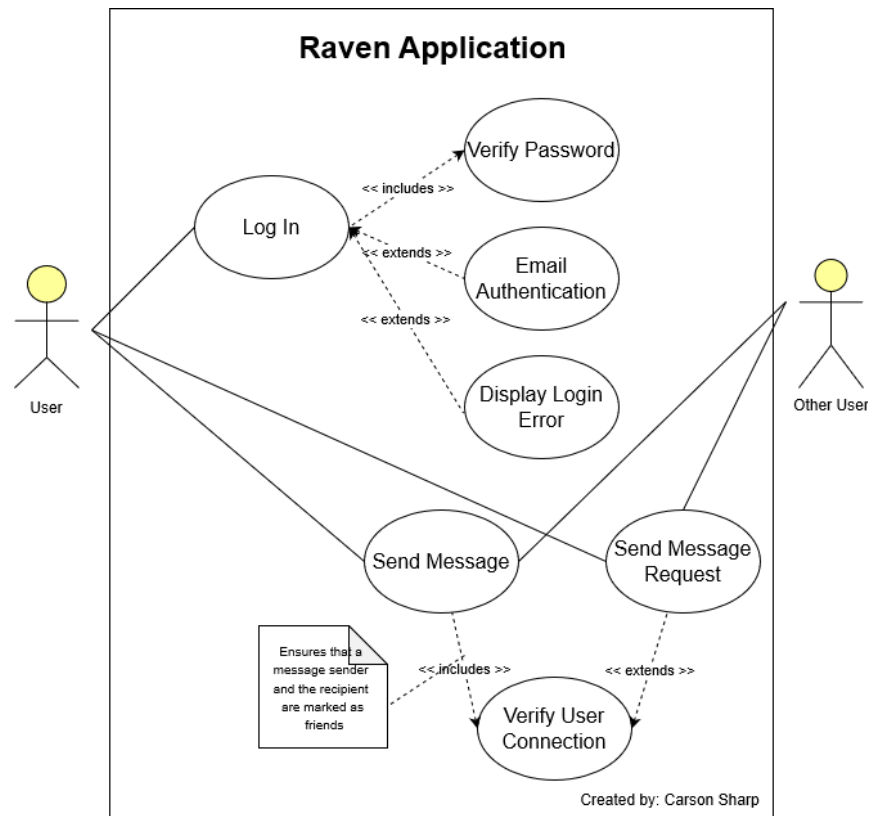 Raven Application
Verify Password
<< includes >>
Log In
<< extends >>
Email
Authentication
<< extends >>
Display Login
Error
User
Other User
Send Message
Send Message
Request
Ensures that a
message sender
and the recipient
are marked as
friends
<< includes >>
<< extends >>
Verify User
Connection
Created by: Carson Sharp